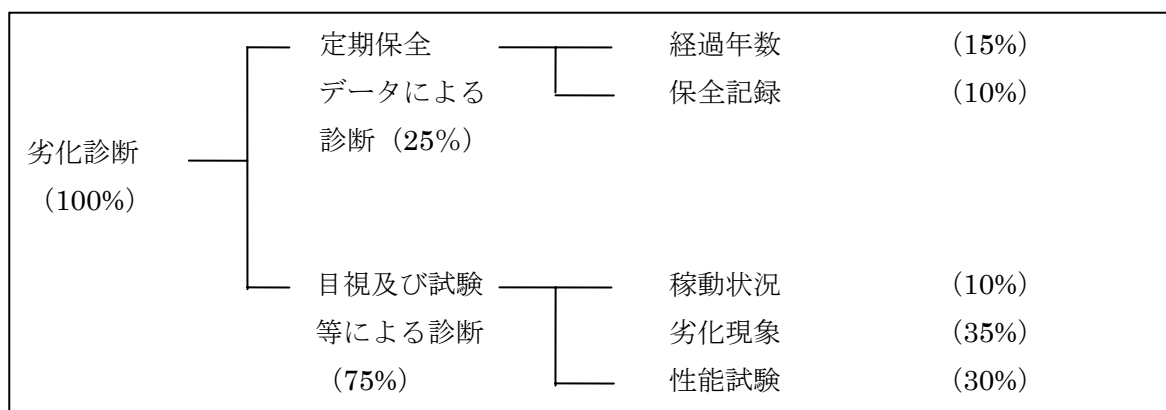 劣化診断
（100%）
定期保全
データによる
診断（25%）
経過年数 （15%）
保全記録 （10%）
目視及び試験
等による診断
（75%）
稼動状況 （10%）
劣化現象 （35%）
性能試験 （30%）